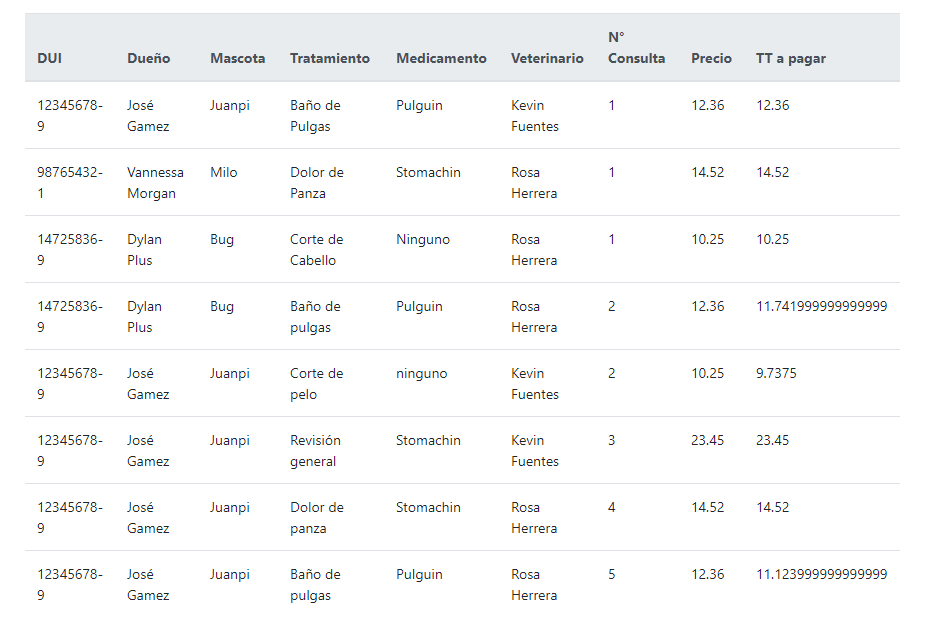 DUI Dueño Mascota Tratamiento Medicamento Veterinario N° Consulta Precio TT a pagar
12345678-9 José Gamez Juanpi Baño de Pulgas Pulguin Kevin Fuentes 1 12.36 12.36
98765432-1 Vannessa Morgan Milo Dolor de Panza Stomachin Rosa Herrera 1 14.52 14.52
14725836-9 Dylan Plus Bug Corte de Cabello Ninguno Rosa Herrera 1 10.25 10.25
14725836-9 Dylan Plus Bug Baño de pulgas Pulguin Rosa Herrera 2 12.36 11.741999999999999
12345678-9 José Gamez Juanpi Corte de pelo ninguno Kevin Fuentes 2 10.25 9.7375
12345678-9 José Gamez Juanpi Revisión general Stomachin Kevin Fuentes 3 23.45 23.45
12345678-9 José Gamez Juanpi Dolor de panza Stomachin Rosa Herrera 4 14.52 14.52
12345678-9 José Gamez Juanpi Baño de pulgas Pulguin Rosa Herrera 5 12.36 11.123999999999999